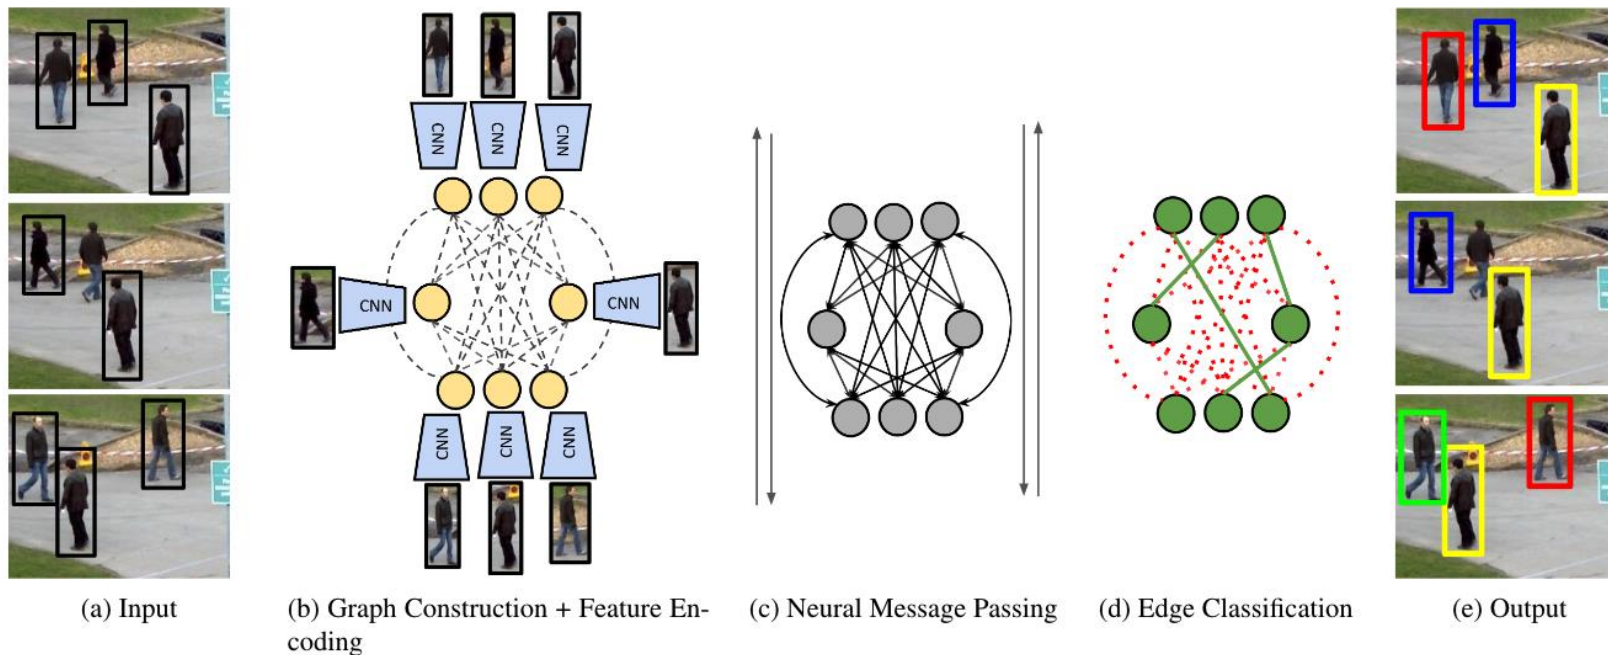 CNN
CNN
CNN
CNN
CNN
CNN
CNN
CNN
(a) Input
(b) Graph Construction + Feature En-
coding
(c) Neural Message Passing
(d) Edge Classification
(e) Output